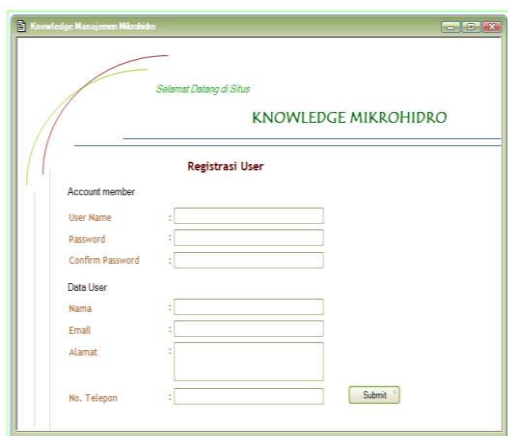 Knowledge Manajemen Mikrohidro
Selamat Datang di Situs
KNOWLEDGE MIKROHIDRO
Registrasi User
Account member
User Name :
Password :
Confirm Password :
Data User
Nama :
Email :
Alamat :
No. Telepon :
Submit